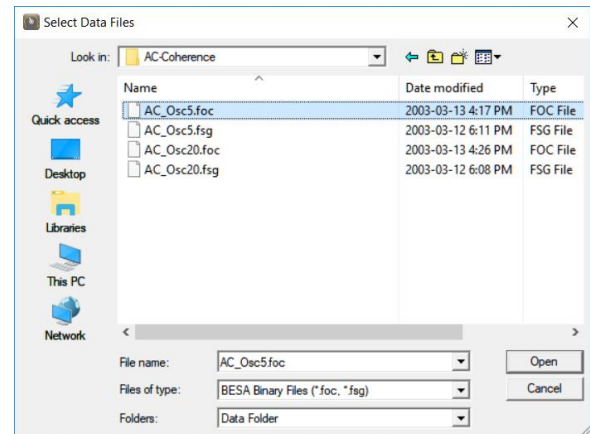 Select Data Files
Look in: AC-Coherence
Name Date modified Type
AC_Osc5.foc 2003-03-13 4:17 PM FOC File
AC_Osc5.fsg 2003-03-12 6:11 PM FSG File
AC_Osc20.foc 2003-03-13 4:26 PM FOC File
AC_Osc20.fsg 2003-03-12 6:08 PM FSG File
Quick access
Desktop
Libraries
This PC
Network
File name: AC_Osc5.foc Open
Files of type: BESA Binary Files (*.foc, *.fsg) Cancel
Folders: Data Folder